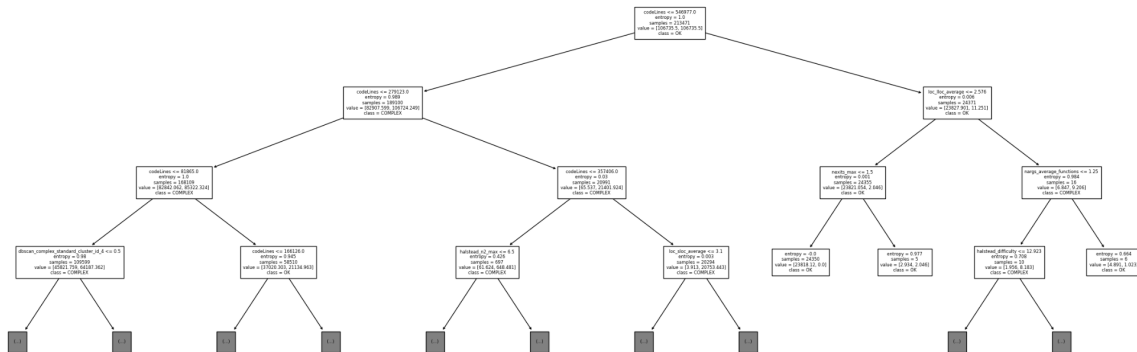 codeLines <= 546977.0
entropy = 1.0
samples = 213471
value = [106735.5, 106735.5]
class = OK
codeLines <= 279123.0
entropy = 0.989
samples = 189100
value = [82907.599, 106724.249]
class = COMPLEX
loc_lloc_average <= 2.576
entropy = 0.006
samples = 24371
value = [23827.901, 11.251]
class = OK
codeLines <= 81865.0
entropy = 1.0
samples = 168109
value = [82842.062, 85322.324]
class = COMPLEX
codeLines <= 357406.0
entropy = 0.03
samples = 20991
value = [65.537, 21401.924]
class = COMPLEX
nexits_max <= 1.5
entropy = 0.001
samples = 24355
value = [23821.054, 2.046]
class = OK
nargs_average_functions <= 1.25
entropy = 0.984
samples = 16
value = [6.847, 9.206]
class = COMPLEX
dbscan_complex_standard_cluster_id_4 <= 0.5
entropy = 0.98
samples = 109599
value = [45821.759, 64187.362]
class = COMPLEX
codeLines <= 166126.0
entropy = 0.945
samples = 58510
value = [37020.303, 21134.963]
class = OK
halstead_n2_max <= 6.5
entropy = 0.426
samples = 697
value = [61.624, 648.481]
class = COMPLEX
loc_sloc_average <= 3.1
entropy = 0.003
samples = 20294
value = [3.913, 20753.443]
class = COMPLEX
entropy = -0.0
samples = 24350
value = [23818.12, 0.0]
class = OK
entropy = 0.977
samples = 5
value = [2.934, 2.046]
class = OK
halstead_difficulty <= 12.923
entropy = 0.708
samples = 10
value = [1.956, 8.183]
class = COMPLEX
entropy = 0.664
samples = 6
value = [4.891, 1.023]
class = OK
(...)
(...)
(...)
(...)
(...)
(...)
(...)
(...)
(...)
(...)